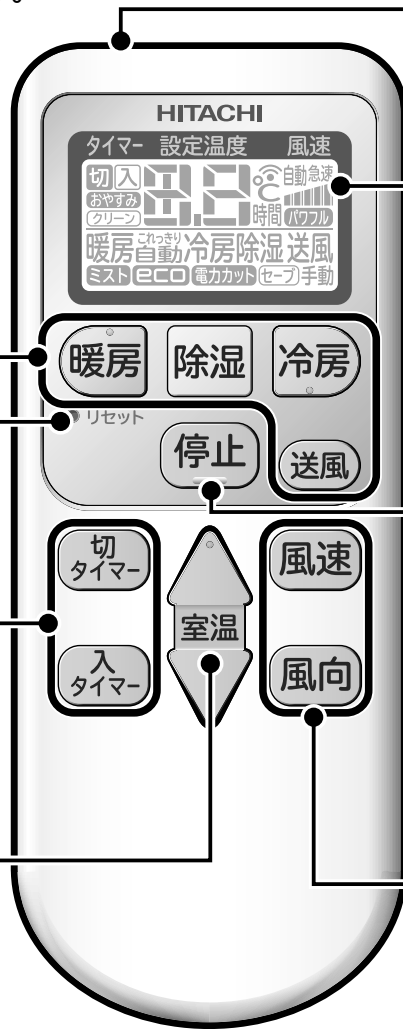 HITACHI
タイマー 設定温度 風速
切 入 8.8 ℃ 自動 急速
おやすみ
クリーン 時間 パワフル
暖房 これっきり自動 冷房 除湿 送風
ミスト eco 電力カット セーブ 手動
暖房 除湿 冷房
リセット
停止 送風
切タイマー
風速
室温
入タイマー
風向